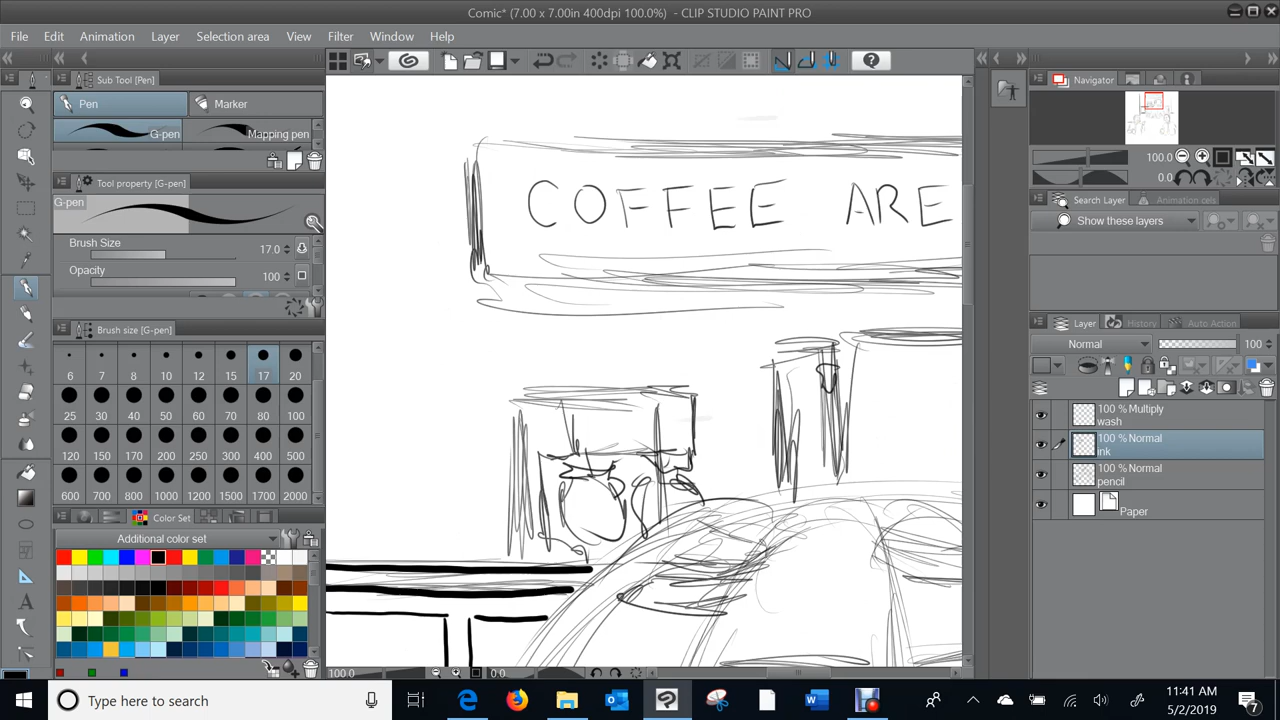 Comic* (7.00 x 7.00in 400dpi 100.0%) - CLIP STUDIO PAINT PRO
File Edit Animation Layer Selection area View Filter Window Help
Sub Tool [Pen]
Pen Marker
G-pen Mapping pen
Tool property [G-pen]
G-pen
Brush Size 17.0
Opacity 100
Brush size [G-pen]
6 7 8 10 12 15 17 20
25 30 40 50 60 70 80 100
120 150 170 200 250 300 400 500
600 700 800 1000 1200 1500 1700 2000
Color Set
Additional color set
COFFEE ARE
100.0 0.0
Navigator
100.0
0.0
Search Layer Animation cels
Show these layers
Layer History Auto Action
Normal 100
100 % Multiply
wash
100 % Normal
ink
100 % Normal
pencil
Paper
Type here to search
11:41 AM
5/2/2019
7